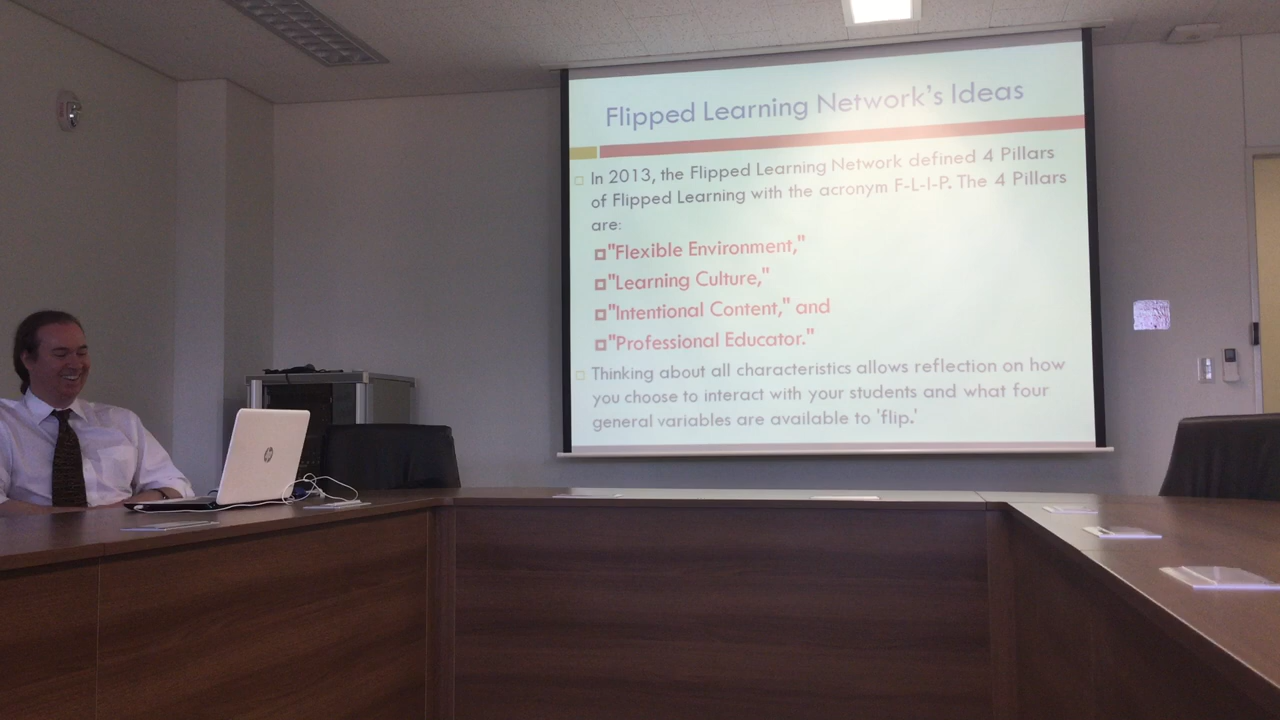 Flipped Learning Network's Ideas
In 2013, the Flipped Learning Network defined 4 Pillars
of Flipped Learning with the acronym F-L-I-P. The 4 Pillars
are:
"Flexible Environment,"
"Learning Culture,"
"Intentional Content," and
"Professional Educator."
Thinking about all characteristics allows reflection on how
you choose to interact with your students and what four
general variables are available to 'flip.'
hp